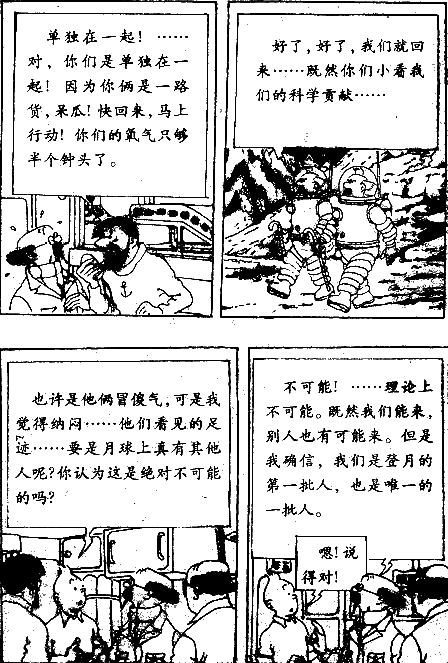 单独在一起！……
对，你们是单独在一
起！因为你俩是一路
货，呆瓜！快回来，马上
行动！你们的氧气只够
半个钟头了。
好了，好了，我们就回
来……既然你们小看我
们的科学贡献……
也许是他俩冒傻气，可是我
觉得纳闷……他们看见的足
迹……要是月球上真有其他
人呢？你认为这是绝对不可能
的吗？
不可能！……理论上
不可能。既然我们能来，
别人也有可能来。但是
我确信，我们是登月的
第一批人，也是唯一的
一批人。
嗯！说
得对！